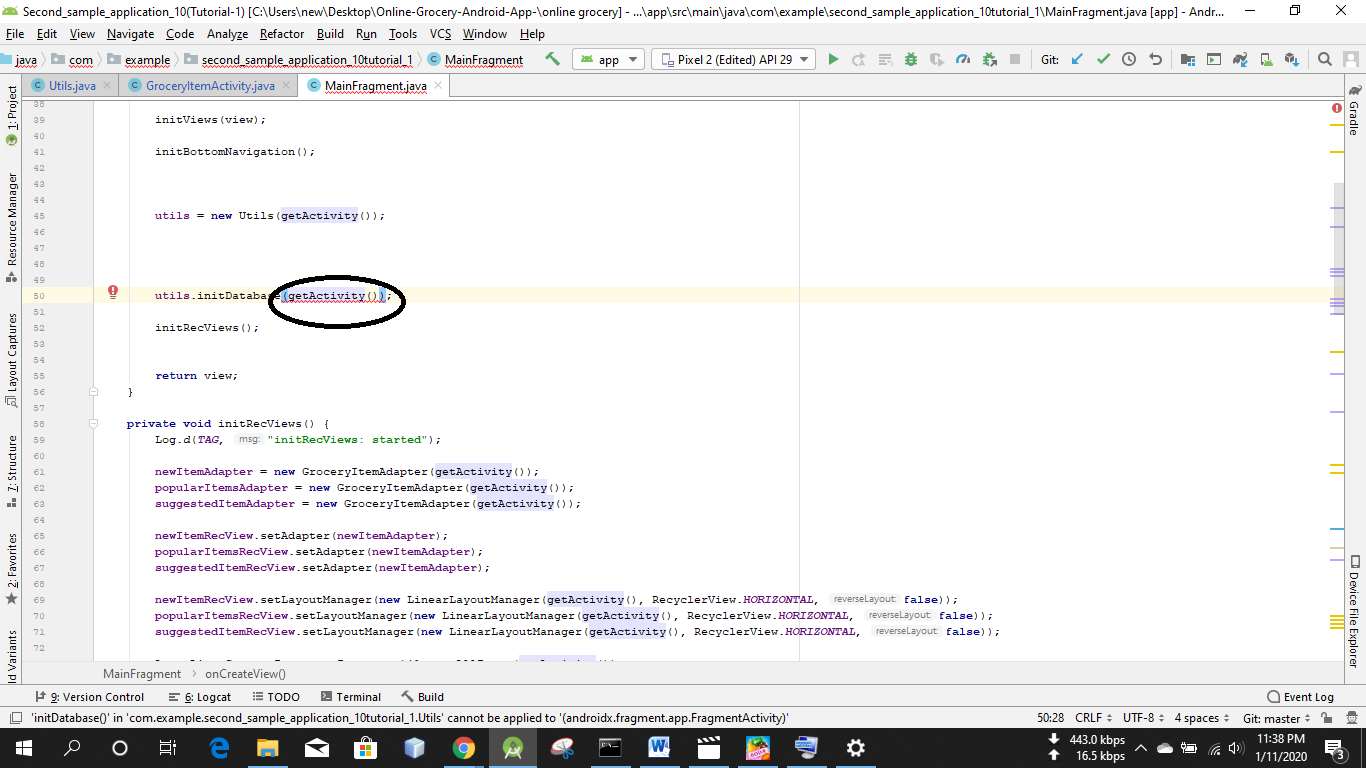 Second_sample_application_10(Tutorial-1) [C:\Users\new\Desktop\Online-Grocery-Android-App-\online grocery] - ...\app\src\main\java\com\example\second_sample_application_10tutorial_1\MainFragment.java [app] - Andr...
File Edit View Navigate Code Analyze Refactor Build Run Tools VCS Window Help
java com example second_sample_application_10tutorial_1 MainFragment app Pixel 2 (Edited) API 29 Git:
Utils.java GroceryItemActivity.java MainFragment.java
1: Project
Resource Manager
Layout Captures
7: Structure
2: Favorites
ld Variants
Gradle
Device File Explorer
38
39 initViews(view);
40
41 initBottomNavigation();
42
43
44
45 utils = new Utils(getActivity());
46
47
48
49
50 utils.initDatabase(getActivity());
51
52 initRecViews();
53
54
55 return view;
56 }
57
58 private void initRecViews() {
59 Log.d(TAG, msg: "initRecViews: started");
60
61 newItemAdapter = new GroceryItemAdapter(getActivity());
62 popularItemsAdapter = new GroceryItemAdapter(getActivity());
63 suggestedItemAdapter = new GroceryItemAdapter(getActivity());
64
65 newItemRecView.setAdapter(newItemAdapter);
66 popularItemsRecView.setAdapter(newItemAdapter);
67 suggestedItemRecView.setAdapter(newItemAdapter);
68
69 newItemRecView.setLayoutManager(new LinearLayoutManager(getActivity(), RecyclerView.HORIZONTAL, reverseLayout: false));
70 popularItemsRecView.setLayoutManager(new LinearLayoutManager(getActivity(), RecyclerView.HORIZONTAL, reverseLayout: false));
71 suggestedItemRecView.setLayoutManager(new LinearLayoutManager(getActivity(), RecyclerView.HORIZONTAL, reverseLayout: false));
72
MainFragment > onCreateView()
9: Version Control 6: Logcat TODO Terminal Build Event Log
'initDatabase()' in 'com.example.second_sample_application_10tutorial_1.Utils' cannot be applied to '(androidx.fragment.app.FragmentActivity)' 50:28 CRLF UTF-8 4 spaces Git: master
443.0 kbps
16.5 kbps
11:38 PM
1/11/2020
3